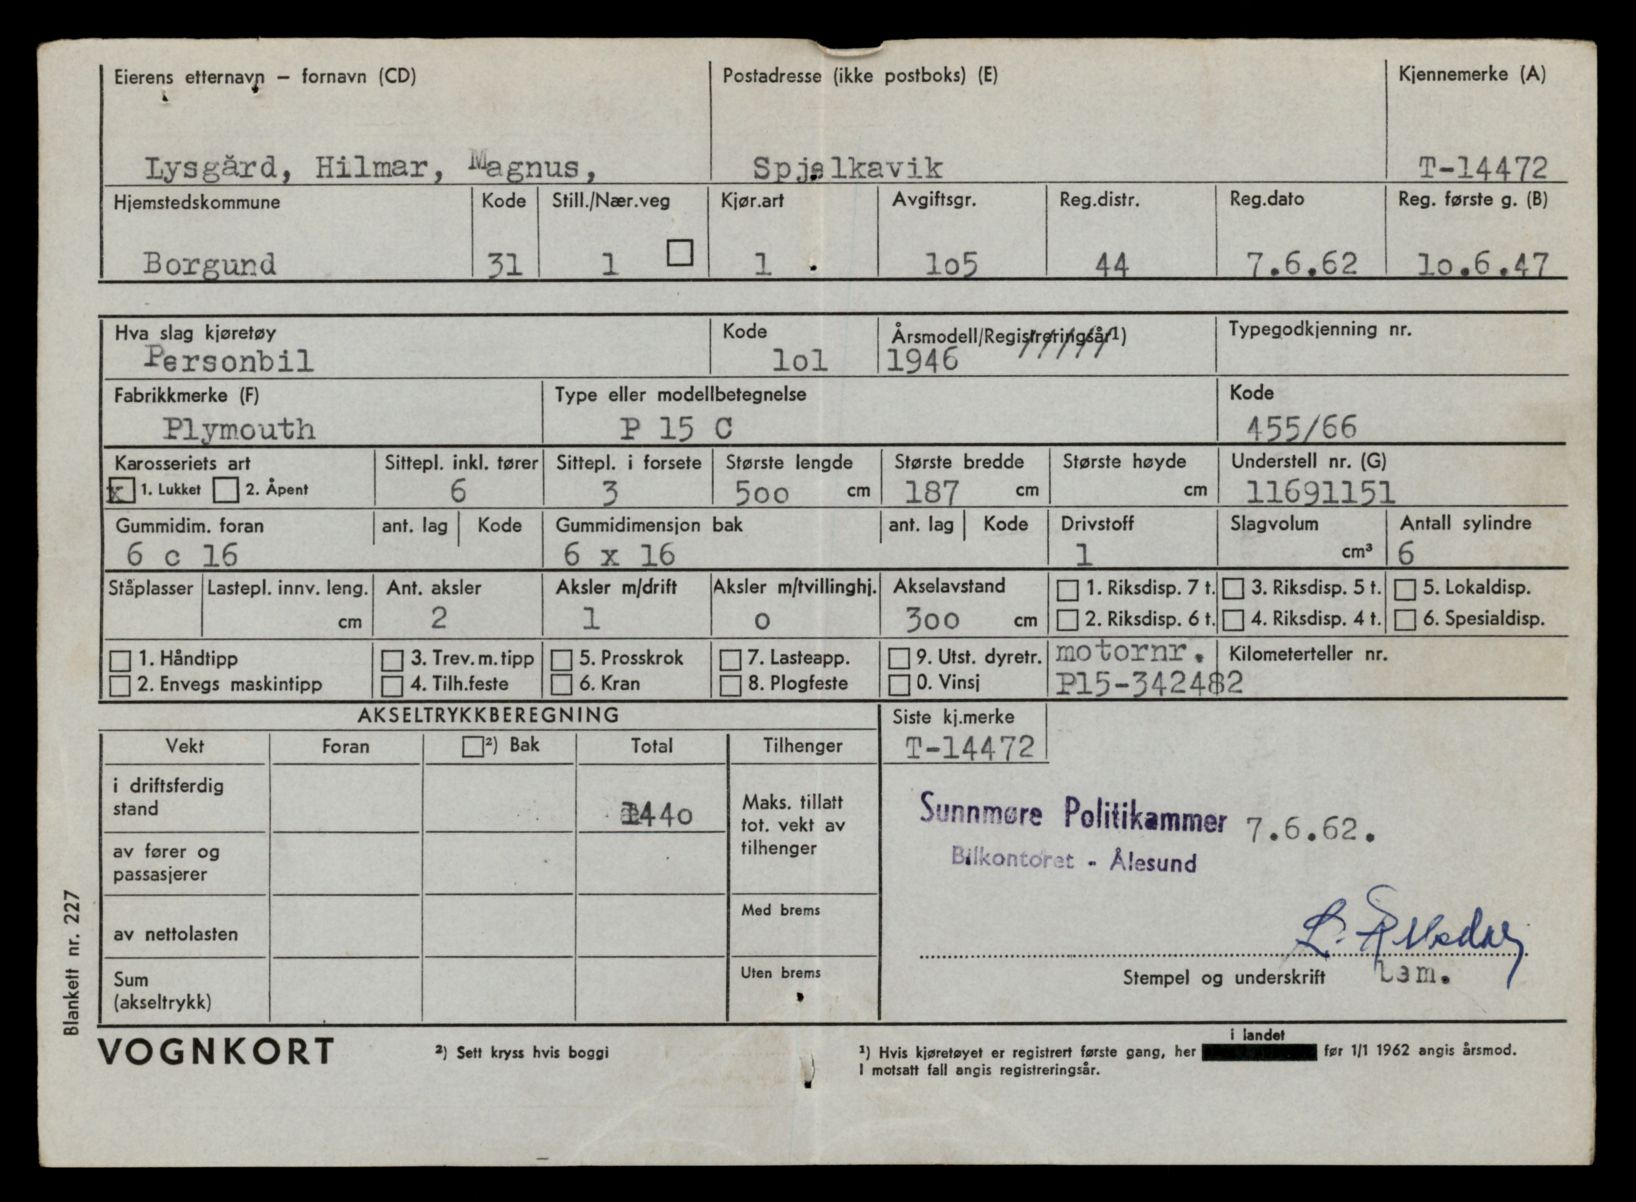 Eierens etternavn – fornavn (CD) Postadresse (ikke postboks) (E) Kjennemerke (A)
Lysgård, Hilmar, Magnus, Spjelkavik T-14472
Hjemstedskommune Kode Still./Nær.veg Kjør.art Avgiftsgr. Reg.distr. Reg.dato Reg. første g. (B)
Borgund 31 1 1 . 1o5 44 7.6.62 1o.6.47
Hva slag kjøretøy Kode Årsmodell/Registreringsår¹) Typegodkjenning nr.
Personbil 1o1 1946
Fabrikkmerke (F) Type eller modellbetegnelse Kode
Plymouth P 15 C 455/66
Karosseriets art Sittepl. inkl. fører Sittepl. i forsete Største lengde Største bredde Største høyde Understell nr. (G)
x 1. Lukket 2. Åpent 6 3 5oo cm 187 cm cm 11691151
Gummidim. foran ant. lag Kode Gummidimensjon bak ant. lag Kode Drivstoff Slagvolum Antall sylindre
6 c 16 6 x 16 1 cm³ 6
Ståplasser Lastepl. innv. leng. Ant. aksler Aksler m/drift Aksler m/tvillinghj. Akselavstand 1. Riksdisp. 7 t. 3. Riksdisp. 5 t. 5. Lokaldisp.
cm 2 1 o 3oo cm 2. Riksdisp. 6 t. 4. Riksdisp. 4 t. 6. Spesialdisp.
1. Håndtipp 3. Trev.m.tipp 5. Prosskrok 7. Lasteapp. 9. Utst. dyretr. motornr. Kilometerteller nr.
2. Envegs maskintipp 4. Tilh.feste 6. Kran 8. Plogfeste 0. Vinsj P15-342482
AKSELTRYKKBEREGNING Siste kj.merke
Vekt Foran ²) Bak Total Tilhenger T-14472
i driftsferdig
stand 144o
Maks. tillatt
tot. vekt av
tilhenger
Sunnmøre Politikammer 7.6.62.
Bilkontoret - Ålesund
av fører og
passasjerer
av nettolasten Med brems
Sum
(akseltrykk) Uten brems
Stempel og underskrift
Blankett nr. 227
VOGNKORT ²) Sett kryss hvis boggi
i landet
¹) Hvis kjøretøyet er registrert første gang, her før 1/1 1962 angis årsmod.
I motsatt fall angis registreringsår.